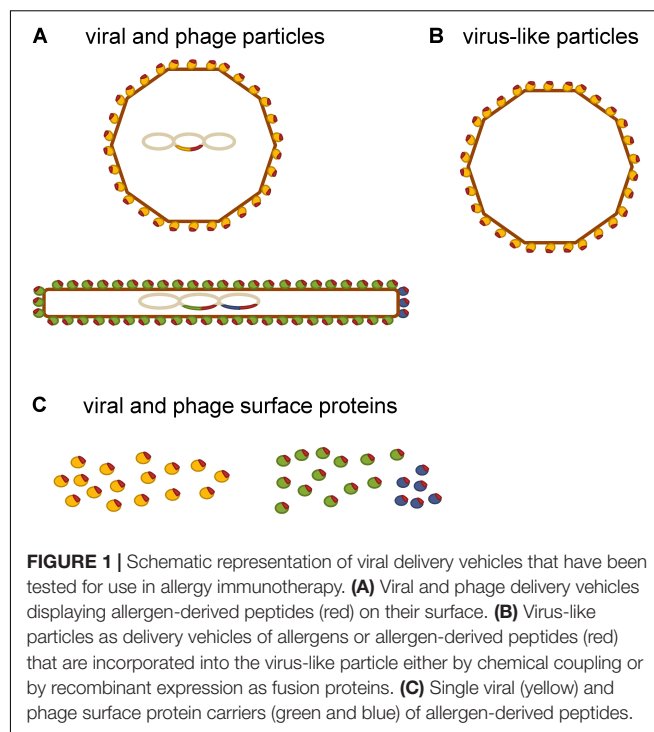 A viral and phage particles
B virus-like particles
C viral and phage surface proteins
FIGURE 1 | Schematic representation of viral delivery vehicles that have been
tested for use in allergy immunotherapy. (A) Viral and phage delivery vehicles
displaying allergen-derived peptides (red) on their surface. (B) Virus-like
particles as delivery vehicles of allergens or allergen-derived peptides (red)
that are incorporated into the virus-like particle either by chemical coupling or
by recombinant expression as fusion proteins. (C) Single viral (yellow) and
phage surface protein carriers (green and blue) of allergen-derived peptides.